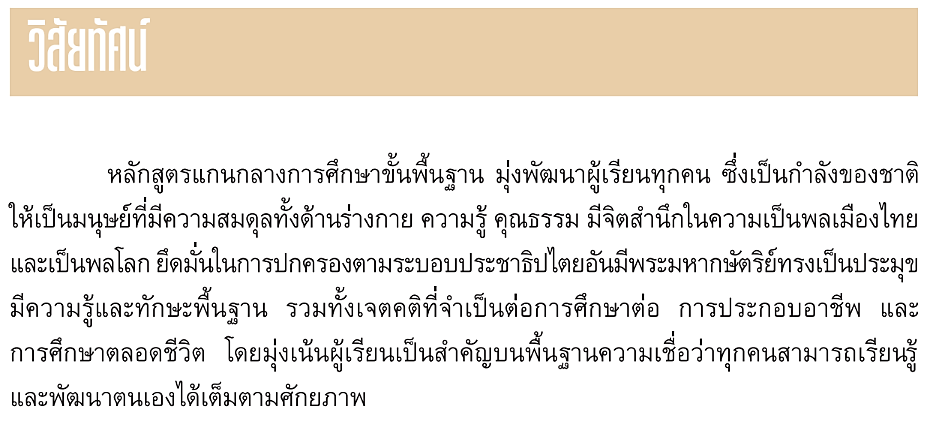 วิสัยทัศน์
หลักสูตรแกนกลางการศึกษาขั้นพื้นฐาน มุ่งพัฒนาผู้เรียนทุกคน ซึ่งเป็นกำลังของชาติ
ให้เป็นมนุษย์ที่มีความสมดุลทั้งด้านร่างกาย ความรู้ คุณธรรม มีจิตสำนึกในความเป็นพลเมืองไทย
และเป็นพลโลก ยึดมั่นในการปกครองตามระบอบประชาธิปไตยอันมีพระมหากษัตริย์ทรงเป็นประมุข
มีความรู้และทักษะพื้นฐาน รวมทั้งเจตคติที่จำเป็นต่อการศึกษาต่อ การประกอบอาชีพ และ
การศึกษาตลอดชีวิต โดยมุ่งเน้นผู้เรียนเป็นสำคัญบนพื้นฐานความเชื่อว่าทุกคนสามารถเรียนรู้
และพัฒนาตนเองได้เต็มตามศักยภาพ